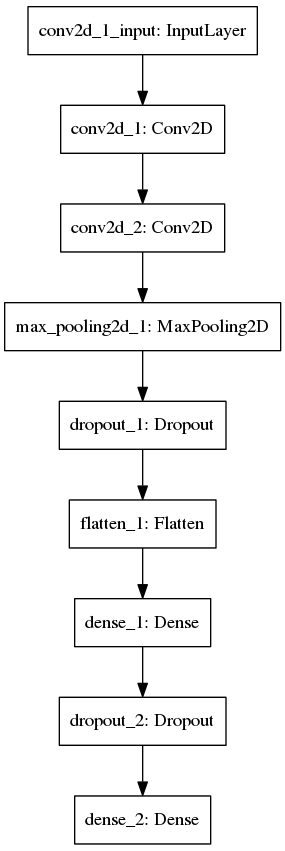 conv2d_1_input: InputLayer
conv2d_1: Conv2D
conv2d_2: Conv2D
max_pooling2d_1: MaxPooling2D
dropout_1: Dropout
flatten_1: Flatten
dense_1: Dense
dropout_2: Dropout
dense_2: Dense